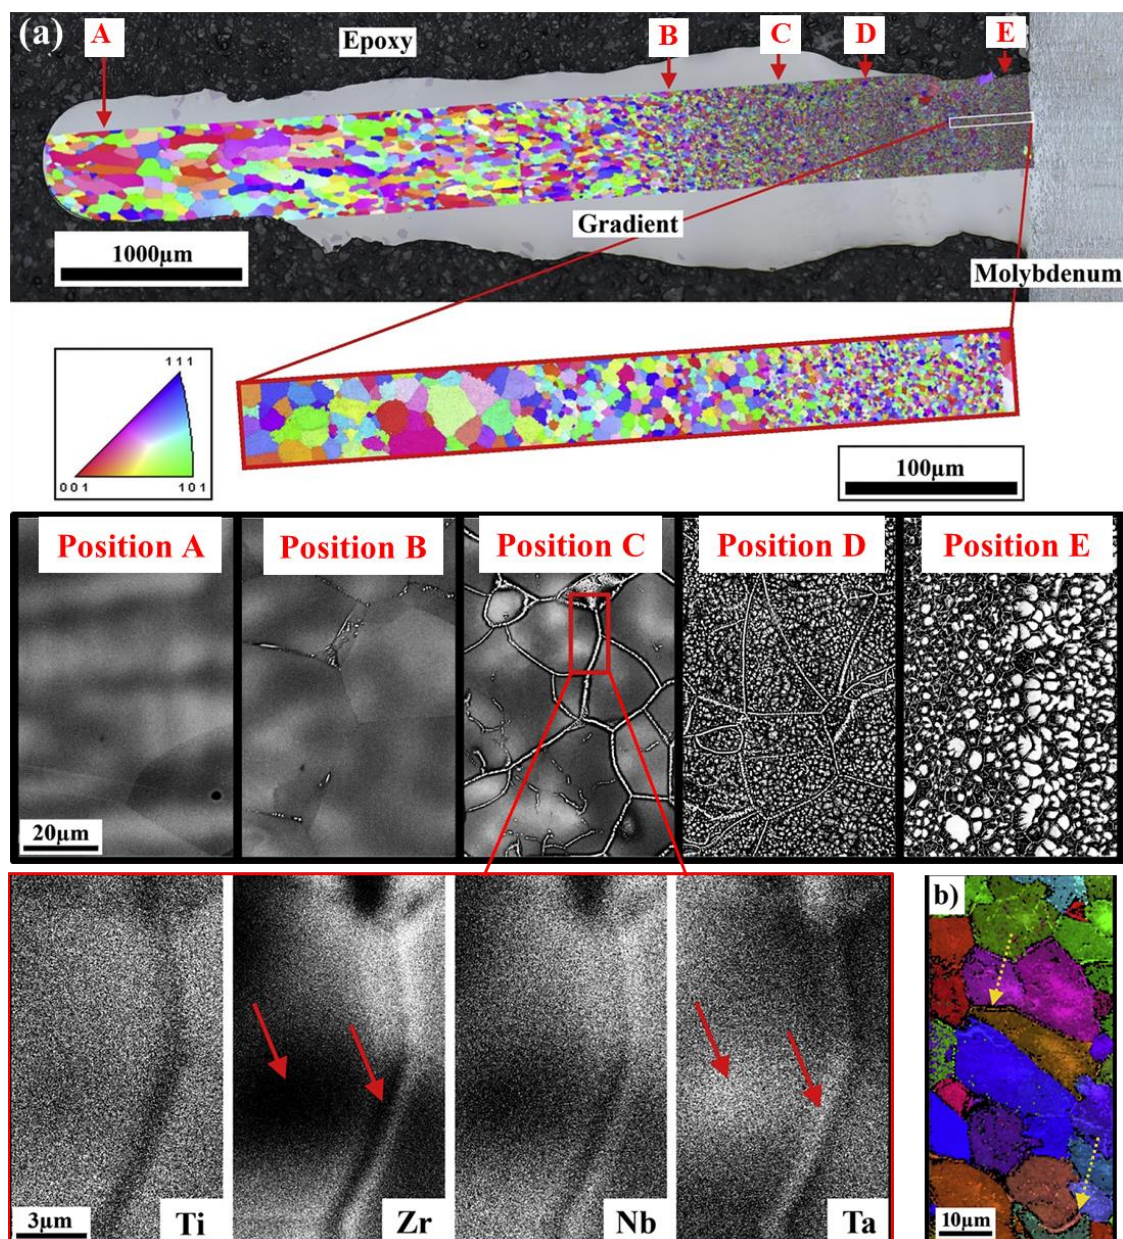 (a)
A
Epoxy
B
C
D
E
Gradient
1000µm
Molybdenum
111
001
101
100µm
Position A
Position B
Position C
Position D
Position E
20µm
b)
3µm
Ti
Zr
Nb
Ta
10µm